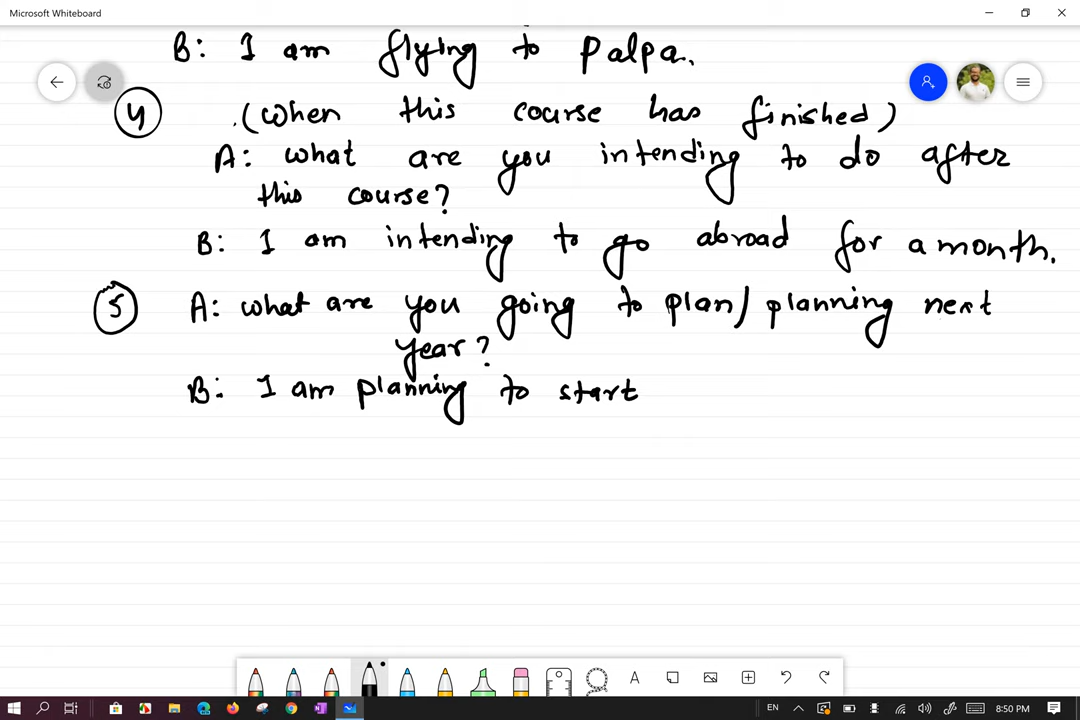 Microsoft Whiteboard
B: I am flying to Palpa.
4 (When this course has finished)
A: what are you intending to do after
this course?
B: I am intending to go abroad for a month.
5 A: what are you going to plan/planning next
year?
B: I am planning to start
A
EN 8:50 PM